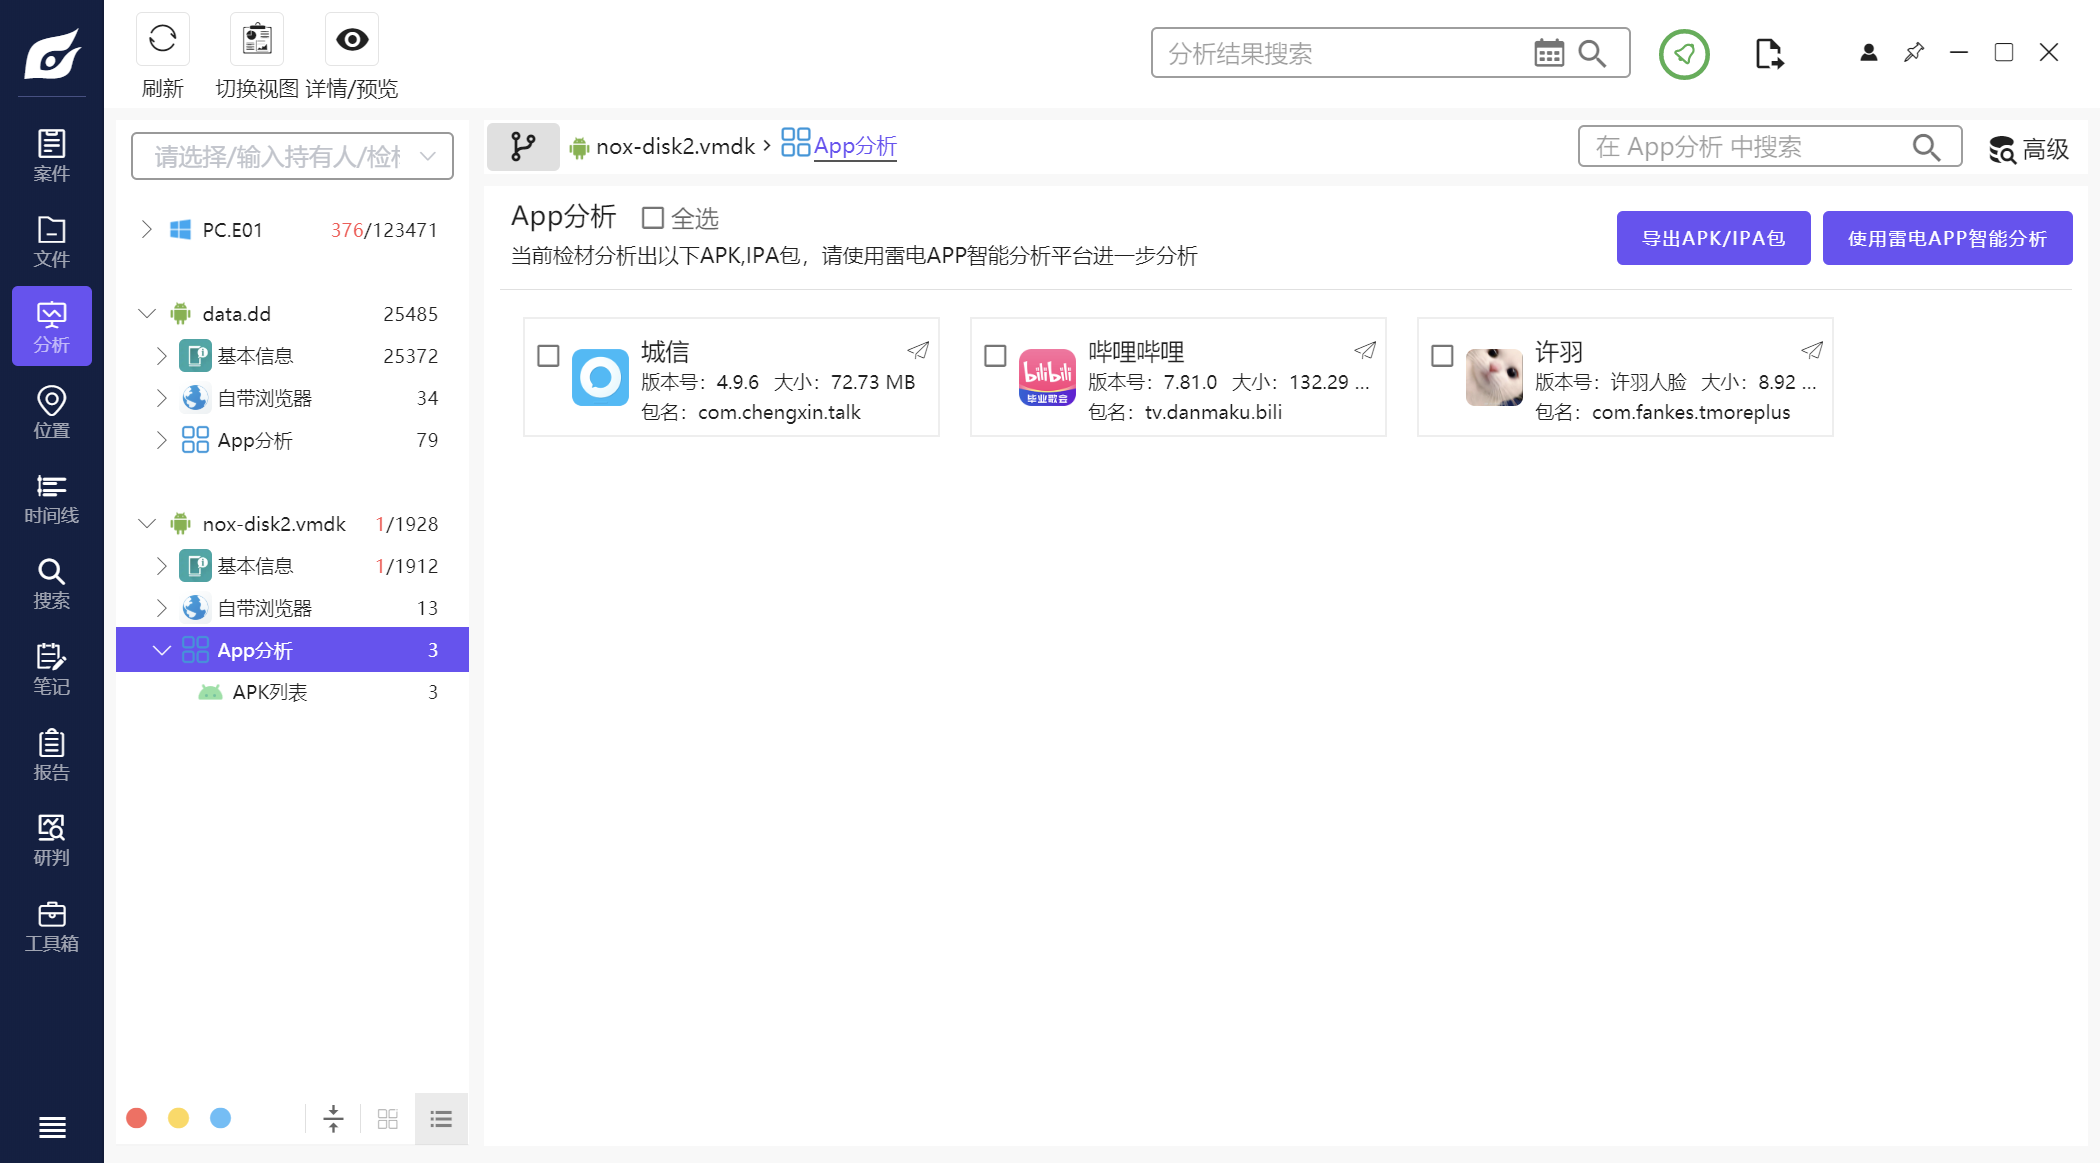 刷新
切换视图
详情/预览
分析结果搜索
案件
文件
分析
位置
时间线
搜索
笔记
报告
研判
工具箱
请选择/输入持有人/检材
PC.E01 376/123471
data.dd 25485
基本信息 25372
自带浏览器 34
App分析 79
nox-disk2.vmdk 1/1928
基本信息 1/1912
自带浏览器 13
App分析 3
APK列表 3
nox-disk2.vmdk › App分析
在 App分析 中搜索
高级
App分析 全选
当前检材分析出以下APK,IPA包，请使用雷电APP智能分析平台进一步分析
导出APK/IPA包
使用雷电APP智能分析
城信
版本号：4.9.6 大小：72.73 MB
包名：com.chengxin.talk
bilibili
毕业歌会
哔哩哔哩
版本号：7.81.0 大小：132.29 ...
包名：tv.danmaku.bili
许羽
版本号：许羽人脸 大小：8.92 ...
包名：com.fankes.tmoreplus